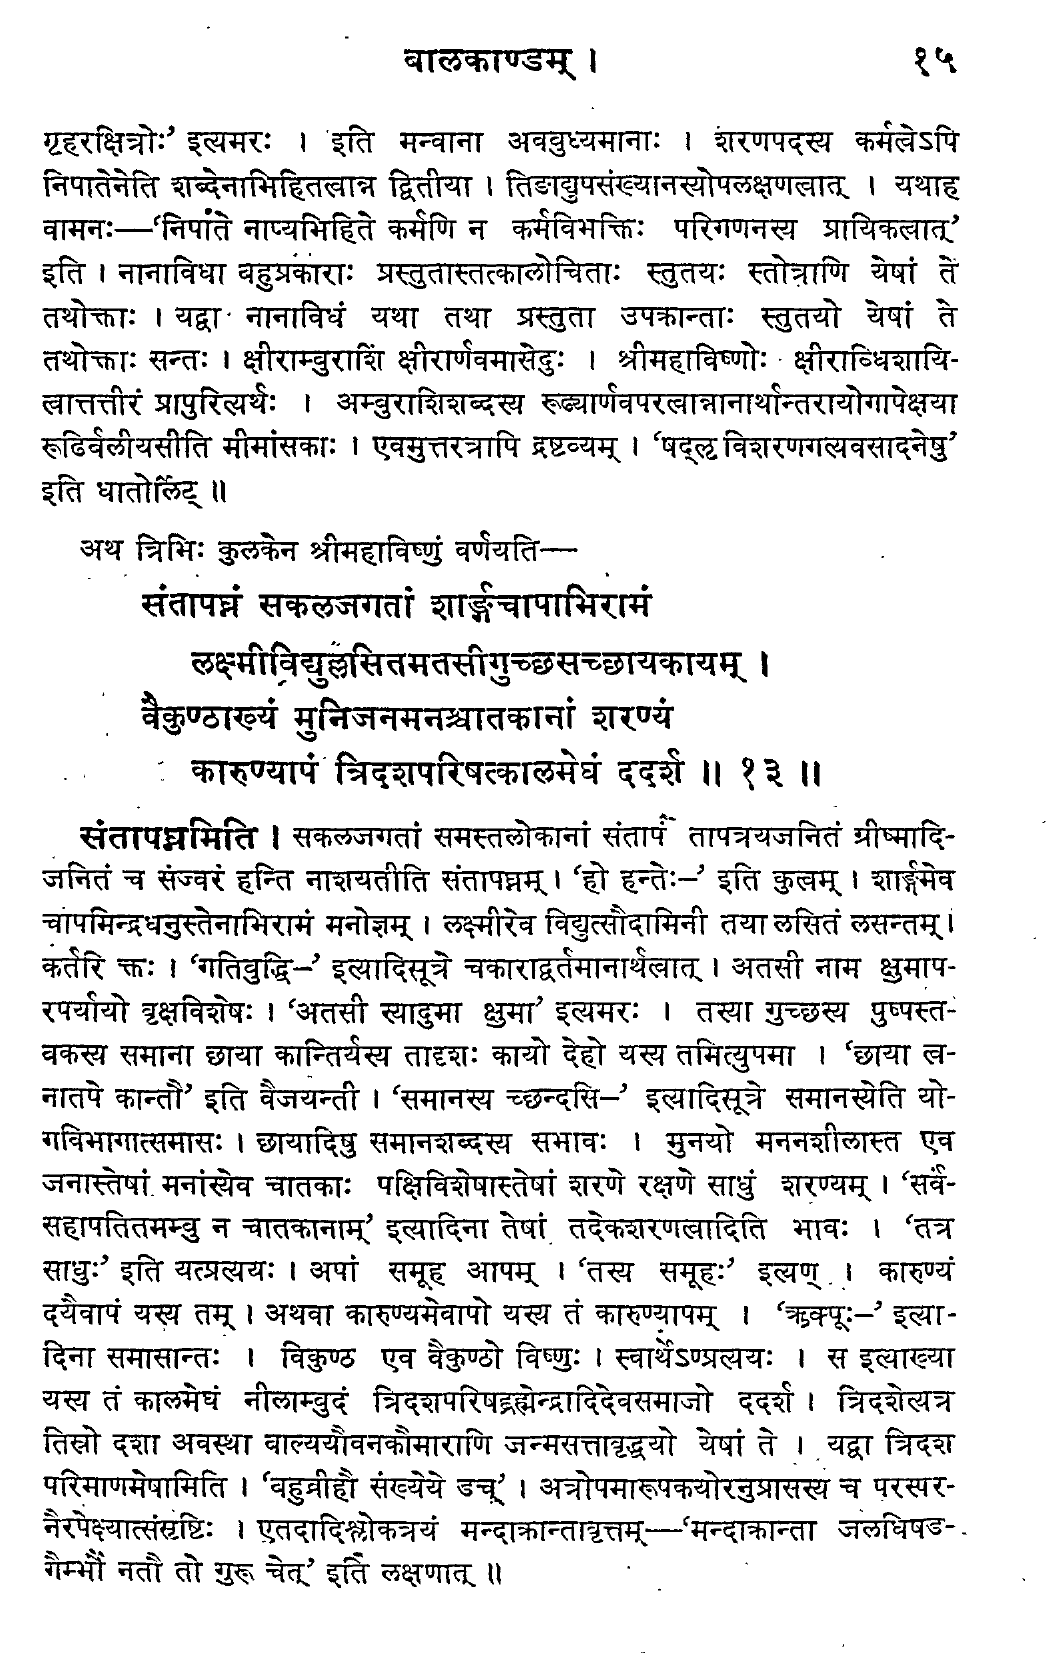 बालकाण्डम् । १५
गृहरक्षित्रोः’ इत्यमरः । इति मन्वाना अवबुध्यमानाः । शरणपदस्य कर्मत्वेऽपि
निपातेनेति शब्देनाभिहितत्वान्न द्वितीया । तिङाद्युपसंख्यानस्योपलक्षणत्वात् । यथाह
वामनः—‘निपाते नाप्यभिहिते कर्मणि न कर्मविभक्तिः परिगणनस्य प्रायिकत्वात्’
इति । नानाविधा बहुप्रकाराः प्रस्तुतास्तत्कालोचिताः स्तुतयः स्तोत्राणि येषां ते
तथोक्ताः । यद्वा नानाविधं यथा तथा प्रस्तुता उपक्रान्ताः स्तुतयो येषां ते
तथोक्ताः सन्तः । क्षीराम्बुराशिं क्षीरार्णवमासेदुः । श्रीमहाविष्णोः क्षीराब्धिशायि-
त्वात्तत्तीरं प्रापुरित्यर्थः । अम्बुराशिशब्दस्य रूढ्यार्णवपरत्वान्नानार्थान्तरायोगापेक्षया
रूढिर्बलीयसीति मीमांसकाः । एवमुत्तरत्रापि द्रष्टव्यम् । ‘षद्लृ विशरणगत्यवसादनेषु’
इति धातोर्लिट् ॥
अथ त्रिभिः कुलकेन श्रीमहाविष्णुं वर्णयति—
संतापघ्नं सकलजगतां शार्ङ्गचापाभिरामं
लक्ष्मीविद्युल्लसितमतसीगुच्छसच्छायकायम् ।
वैकुण्ठाख्यं मुनिजनमनश्चातकानां शरण्यं
कारुण्यापं त्रिदशपरिषत्कालमेघं ददर्श ॥ १३ ॥
संतापघ्नमिति । सकलजगतां समस्तलोकानां संतापं तापत्रयजनितं ग्रीष्मादि-
जनितं च संज्वरं हन्ति नाशयतीति संतापघ्नम् । ‘हो हन्तेः–’ इति कुत्वम् । शार्ङ्गमेव
चापमिन्द्रधनुस्तेनाभिरामं मनोज्ञम् । लक्ष्मीरेव विद्युत्सौदामिनी तया लसितं लसन्तम् ।
कर्तरि क्तः । ‘गतिबुद्धि–’ इत्यादिसूत्रे चकाराद्वर्तमानार्थत्वात् । अतसी नाम क्षुमाप-
रपर्यायो वृक्षविशेषः । ‘अतसी स्यादुमा क्षुमा’ इत्यमरः । तस्या गुच्छस्य पुष्पस्त-
बकस्य समाना छाया कान्तिर्यस्य तादृशः कायो देहो यस्य तमित्युपमा । ‘छाया त्व-
नातपे कान्तौ’ इति वैजयन्ती । ‘समानस्य च्छन्दसि–’ इत्यादिसूत्रे समानस्येति यो-
गविभागात्समासः । छायादिषु समानशब्दस्य सभावः । मुनयो मननशीलास्त एव
जनास्तेषां मनांस्येव चातकाः पक्षिविशेषास्तेषां शरणे रक्षणे साधुं शरण्यम् । ‘सर्वं-
सहापतितमम्बु न चातकानाम्’ इत्यादिना तेषां तदेकशरणत्वादिति भावः । ‘तत्र
साधुः’ इति यत्प्रत्ययः । अपां समूह आपम् । ‘तस्य समूहः’ इत्यण् । कारुण्यं
दयैवापं यस्य तम् । अथवा कारुण्यमेवापो यस्य तं कारुण्यापम् । ‘ऋक्पूः–’ इत्या-
दिना समासान्तः । विकुण्ठ एव वैकुण्ठो विष्णुः । स्वार्थेऽण्प्रत्ययः । स इत्याख्या
यस्य तं कालमेघं नीलाम्बुदं त्रिदशपरिषद्ब्रह्मेन्द्रादिदेवसमाजो ददर्श । त्रिदशेत्यत्र
तिस्रो दशा अवस्था बाल्ययौवनकौमाराणि जन्मसत्तावृद्धयो येषां ते । यद्वा त्रिदश
परिमाणमेषामिति । ‘बहुव्रीहौ संख्येये डच्’ । अत्रोपमारूपकयोरनुप्रासस्य च परस्पर-
नैरपेक्ष्यात्संसृष्टिः । एतदादिश्लोकत्रयं मन्दाक्रान्तावृत्तम्—‘मन्दाक्रान्ता जलधिषड-
गैर्म्भौ नतौ तो गुरू चेत्’ इति लक्षणात् ॥